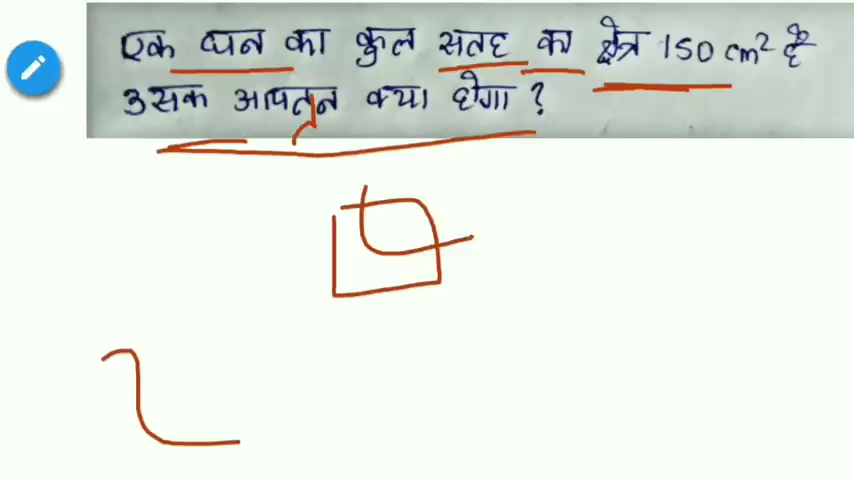 एक घन का कुल सतह का क्षेत्र 150 cm² है
उसक आयतन क्या होगा ?